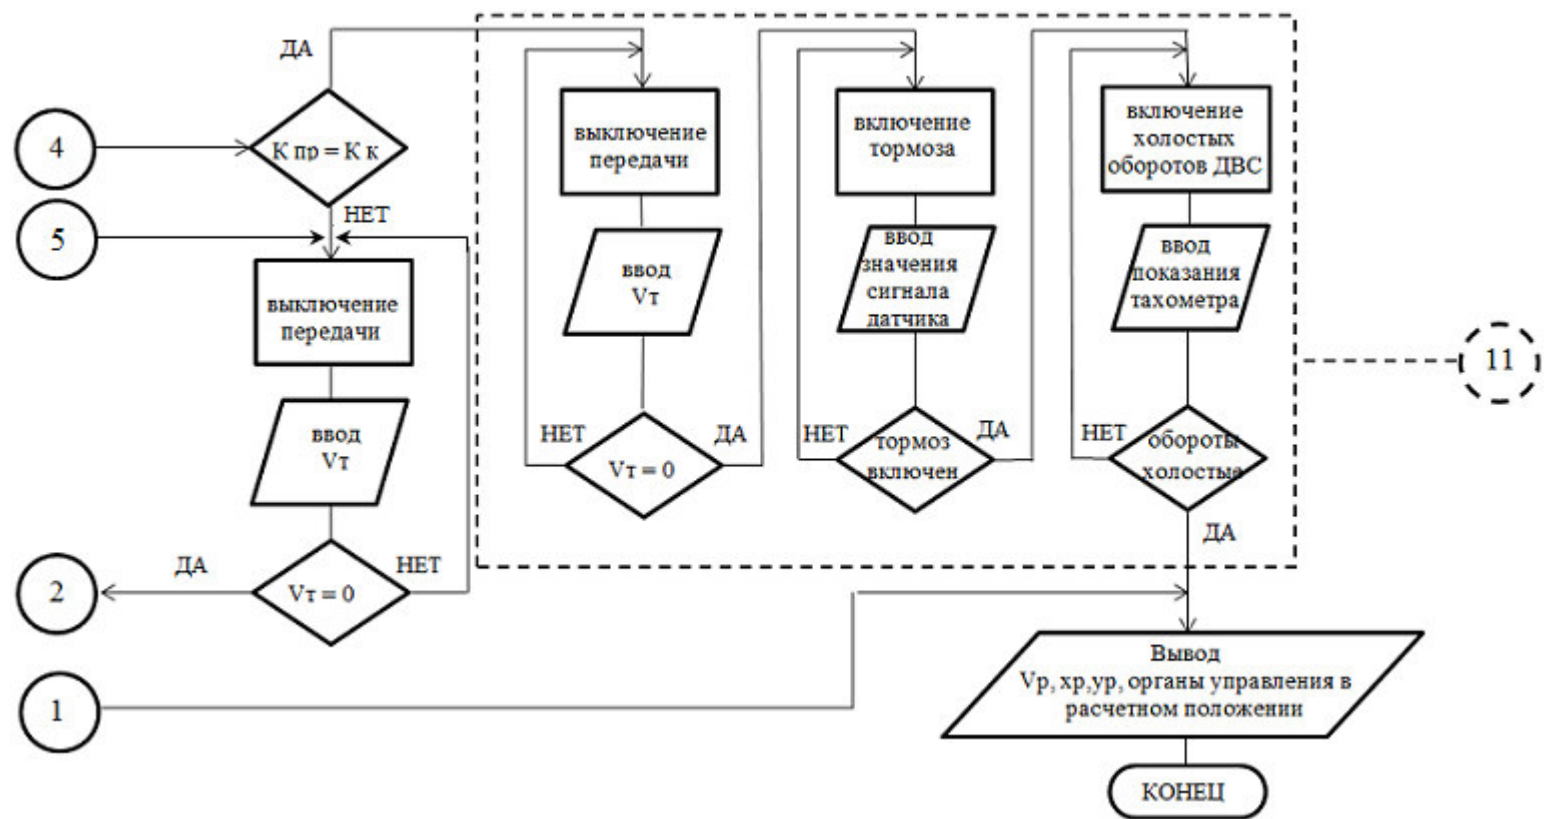 ДА
4
К пр = К к
НЕТ
5
выключение
передачи
ввод
Vт
ДА
НЕТ
Vт = 0
2
1
выключение
передачи
ввод
Vт
НЕТ
ДА
Vт = 0
включение
тормоза
ввод
значения
сигнала
датчика
НЕТ
ДА
тормоз
включен
включение
холостых
оборотов ДВС
ввод
показания
тахометра
НЕТ
обороты
холостые
ДА
11
Вывод
Vр, хр,ур, органы управления в
расчетном положении
КОНЕЦ